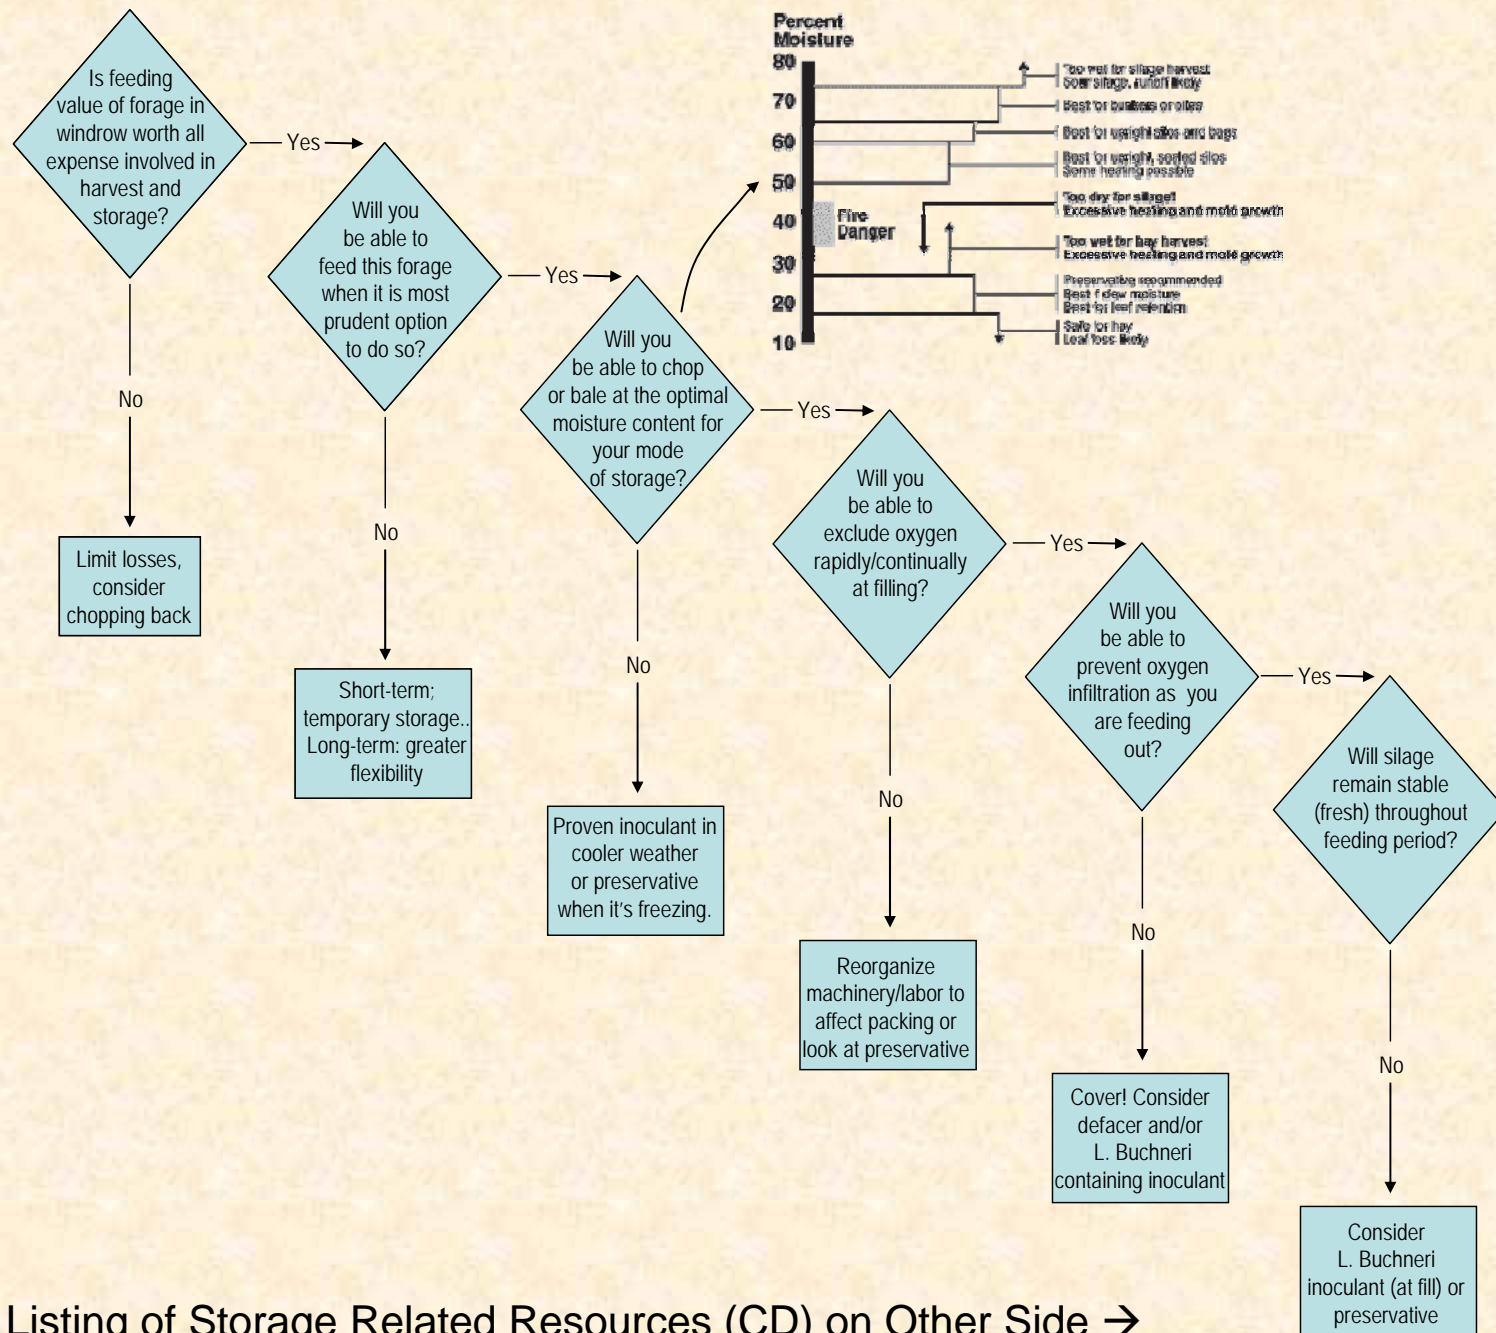 Is feeding
value of forage in
windrow worth all
expense involved in
harvest and
storage?
Yes
No
Limit losses,
consider
chopping back
Will you
be able to
feed this forage
when it is most
prudent option
to do so?
Yes
No
Short-term;
temporary storage..
Long-term: greater
flexibility
Will you
be able to chop
or bale at the optimal
moisture content for
your mode
of storage?
Yes
No
Proven inoculant in
cooler weather
or preservative
when it's freezing.
Percent
Moisture
80
70
60
50
40
30
20
10
Fire
Danger
Too wet for silage harvest
Sour silage, runoff likely
Best for bunkers or piles
Best for upright silos and bags
Best for upright, sealed silos
Some heating possible
Too dry for silage!
Excessive heating and mold growth
Too wet for hay harvest
Excessive heating and mold growth
Preservative recommended
Best if dew moisture
Best for leaf retention
Safe for hay
Leaf loss likely
Will you
be able to
exclude oxygen
rapidly/continually
at filling?
Yes
No
Reorganize
machinery/labor to
affect packing or
look at preservative
Will you
be able to
prevent oxygen
infiltration as you
are feeding
out?
Yes
No
Cover! Consider
defacer and/or
L. Buchneri
containing inoculant
Will silage
remain stable
(fresh) throughout
feeding period?
No
Consider
L. Buchneri
inoculant (at fill) or
preservative
Listing of Storage Related Resources (CD) on Other Side →